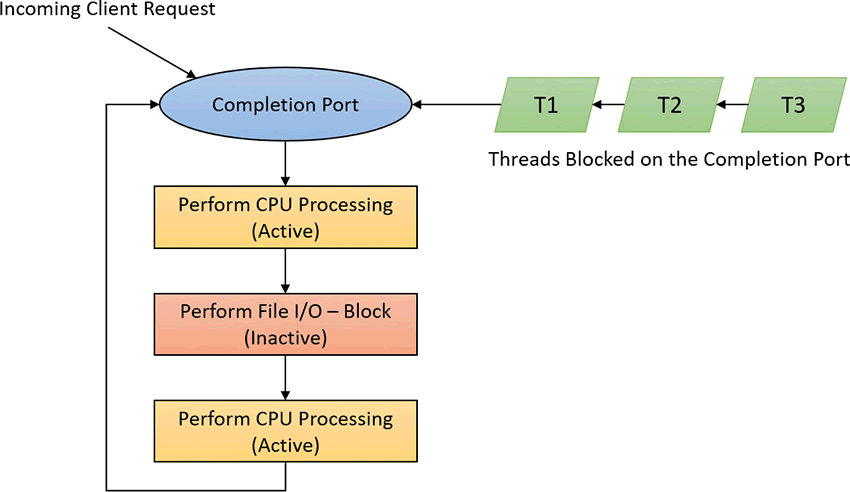 Incoming Client Request
Completion Port
T1
T2
T3
Threads Blocked on the Completion Port
Perform CPU Processing
(Active)
Perform File I/O – Block
(Inactive)
Perform CPU Processing
(Active)